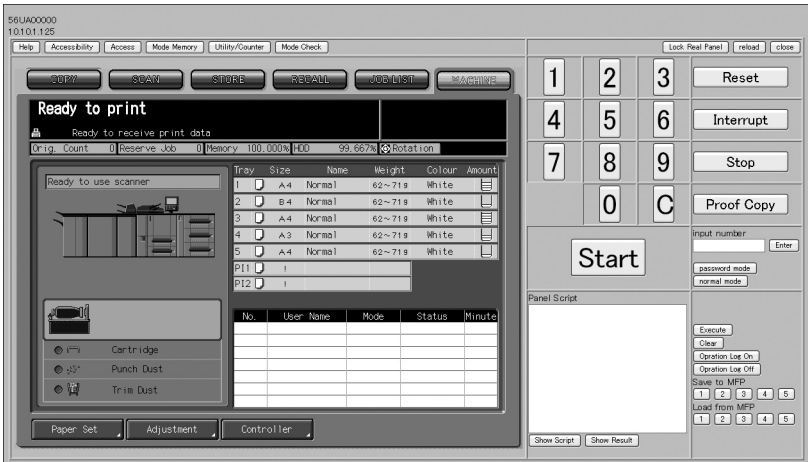 56UA00000
10.10.1.125
Help Accessibility Access Mode Memory Utility/Counter Mode Check Lock Real Panel reload close
COPY SCAN STORE RECALL JOB LIST MACHINE
Ready to print
Ready to receive print data
Orig. Count 0 Reserve Job 0 Memory 100.000% HDD 99.667% Rotation
Ready to use scanner
Tray Size Name Weight Colour Amount
1 A4 Normal 62~71g White
2 B4 Normal 62~71g White
3 A4 Normal 62~71g White
4 A3 Normal 62~71g White
5 A4 Normal 62~71g White
PI1 !
PI2 !
No. User Name Mode Status Minute
Cartridge
Punch Dust
Trim Dust
Paper Set Adjustment Controller
1 2 3 Reset
4 5 6 Interrupt
7 8 9 Stop
0 C Proof Copy
Start
input number
Enter
password mode
normal mode
Panel Script
Execute
Clear
Opration Log On
Opration Log Off
Save to MFP
1 2 3 4 5
Load from MFP
1 2 3 4 5
Show Script Show Result